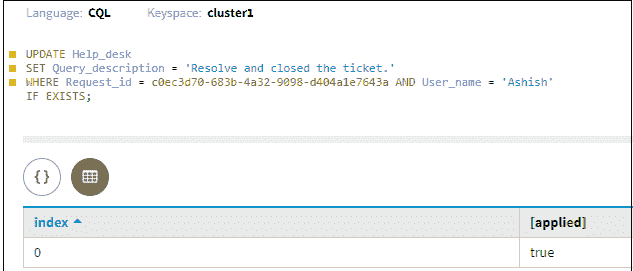 Language: CQL Keyspace: cluster1
UPDATE Help_desk
SET Query_description = 'Resolve and closed the ticket.'
WHERE Request_id = c0ec3d70-683b-4a32-9098-d404a1e7643a AND User_name = 'Ashish'
IF EXISTS;
{}
index [applied]
0 true